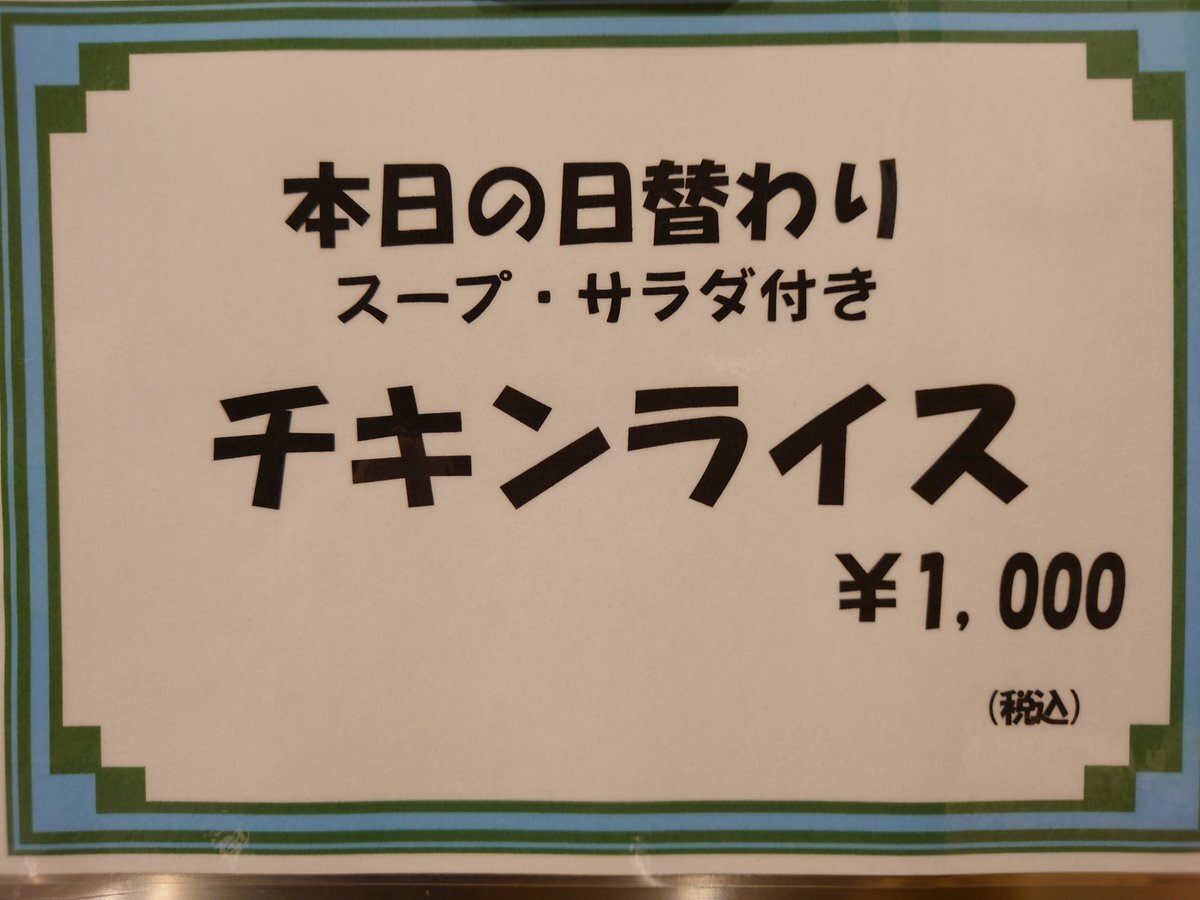 本日の日替わり
スープ・サラダ付き
チキンライス
￥1,000
(税込)